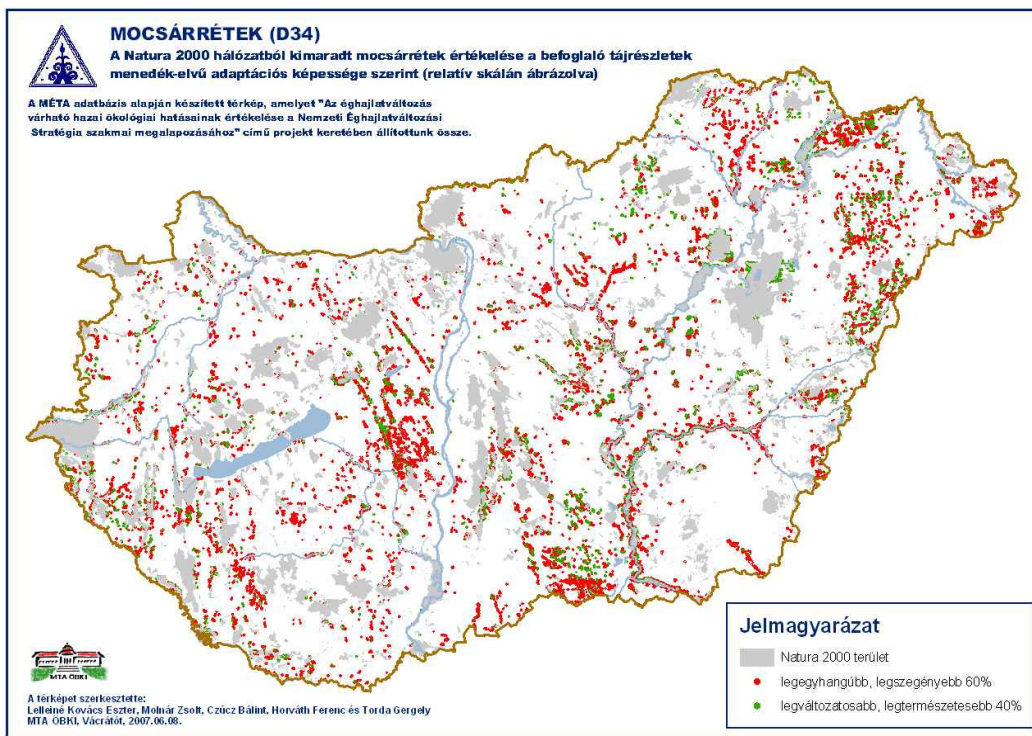 MOCSÁRRÉTEK (D34)
A Natura 2000 hálózatból kimaradt mocsárrétek értékelése a befoglaló tájrészletek
menedék-elvű adaptációs képessége szerint (relatív skálán ábrázolva)
A MÉTA adatbázis alapján készített térkép, amelyet "Az éghajlatváltozás
várható hazai ökológiai hatásainak értékelése a Nemzeti Éghajlatváltozási
Stratégia szakmai megalapozásához" című projekt keretében állítottunk össze.
Jelmagyarázat
Natura 2000 terület
legegyhangúbb, legszegényebb 60%
legváltozatosabb, legtermészetesebb 40%
MTA ÖBKI
A térképet szerkesztette:
Lelleiné Kovács Eszter, Molnár Zsolt, Czúcz Bálint, Horváth Ferenc és Torda Gergely
MTA ÖBKI, Vácrátót, 2007.06.08.